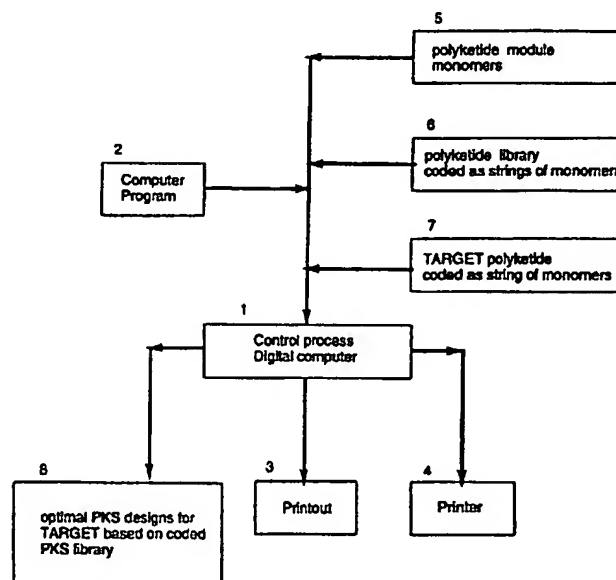 5
polyketide module
monomers
6
polyketide library
coded as strings of monomers
2
Computer
Program
7
TARGET polyketide
coded as string of monomers
1
Control process
Digital computer
8
optimal PKS designs for
TARGET based on coded
PKS library
3
Printout
4
Printer